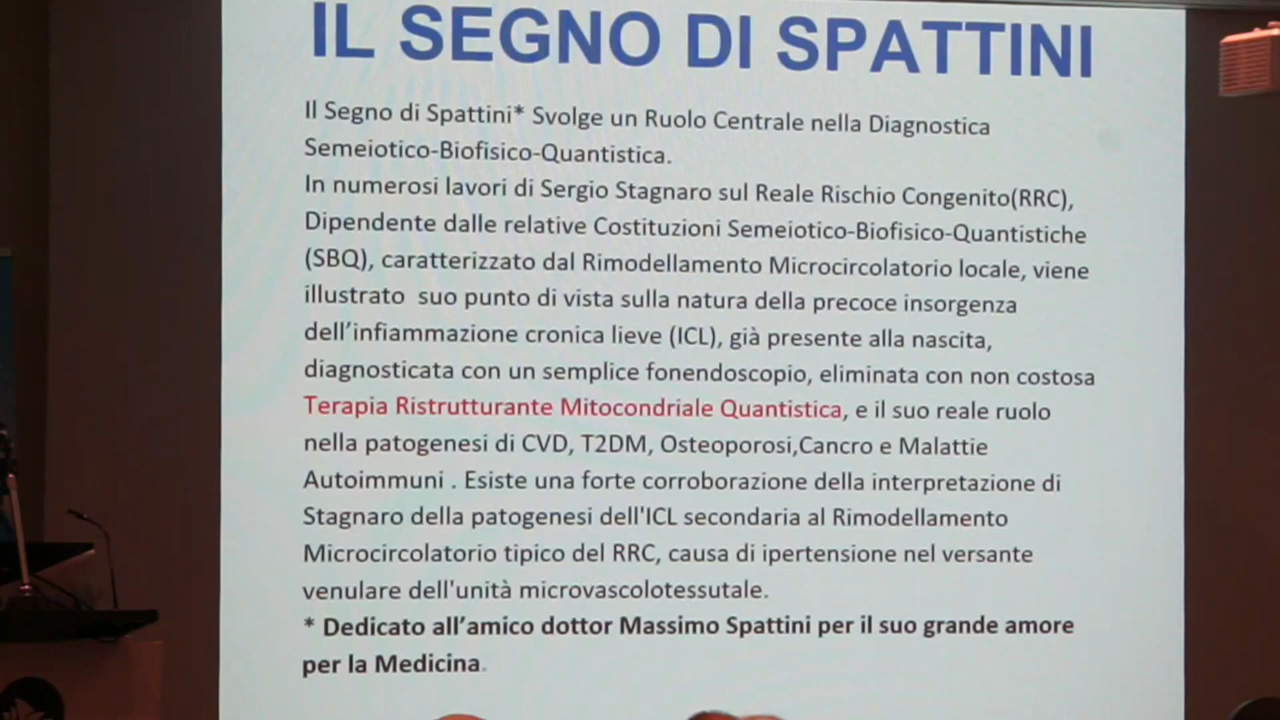 IL SEGNO DI SPATTINI
Il Segno di Spattini* Svolge un Ruolo Centrale nella Diagnostica
Semeiotico-Biofisico-Quantistica.
In numerosi lavori di Sergio Stagnaro sul Reale Rischio Congenito(RRC),
Dipendente dalle relative Costituzioni Semeiotico-Biofisico-Quantistiche
(SBQ), caratterizzato dal Rimodellamento Microcircolatorio locale, viene
illustrato  suo punto di vista sulla natura della precoce insorgenza
dell’infiammazione cronica lieve (ICL), già presente alla nascita,
diagnosticata con un semplice fonendoscopio, eliminata con non costosa
Terapia Ristrutturante Mitocondriale Quantistica, e il suo reale ruolo
nella patogenesi di CVD, T2DM, Osteoporosi,Cancro e Malattie
Autoimmuni . Esiste una forte corroborazione della interpretazione di
Stagnaro della patogenesi dell'ICL secondaria al Rimodellamento
Microcircolatorio tipico del RRC, causa di ipertensione nel versante
venulare dell'unità microvascolotessutale.
* Dedicato all’amico dottor Massimo Spattini per il suo grande amore
per la Medicina.